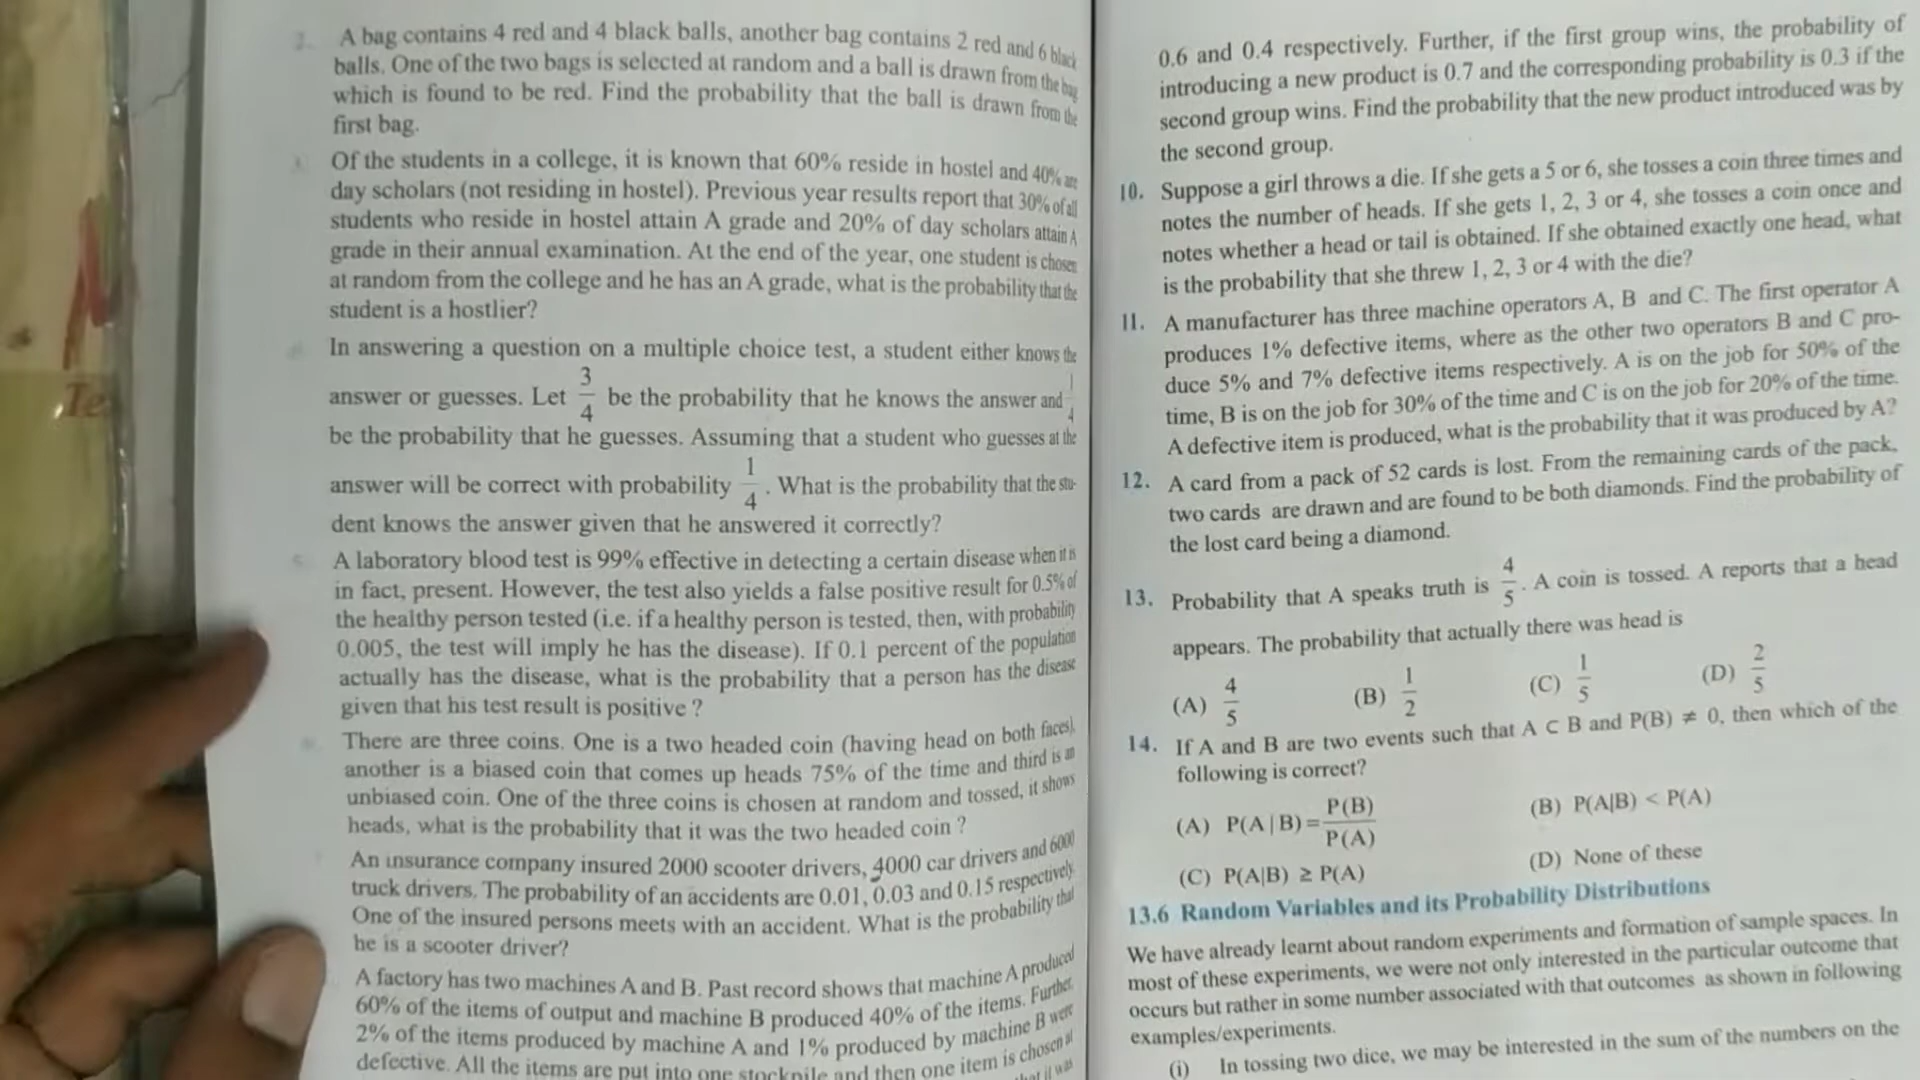 2. A bag contains 4 red and 4 black balls, another bag contains 2 red and 6 black
balls. One of the two bags is selected at random and a ball is drawn from the bag
which is found to be red. Find the probability that the ball is drawn from the
first bag.
Of the students in a college, it is known that 60% reside in hostel and 40% are
day scholars (not residing in hostel). Previous year results report that 30% of all
students who reside in hostel attain A grade and 20% of day scholars attain A
grade in their annual examination. At the end of the year, one student is chosen
at random from the college and he has an A grade, what is the probability that the
student is a hostlier?
In answering a question on a multiple choice test, a student either knows the
answer or guesses. Let 3/4 be the probability that he knows the answer and 1/4
be the probability that he guesses. Assuming that a student who guesses at the
answer will be correct with probability 1/4. What is the probability that the stu-
dent knows the answer given that he answered it correctly?
5. A laboratory blood test is 99% effective in detecting a certain disease when it is
in fact, present. However, the test also yields a false positive result for 0.5% of
the healthy person tested (i.e. if a healthy person is tested, then, with probability
0.005, the test will imply he has the disease). If 0.1 percent of the population
actually has the disease, what is the probability that a person has the disease
given that his test result is positive ?
There are three coins. One is a two headed coin (having head on both faces),
another is a biased coin that comes up heads 75% of the time and third is an
unbiased coin. One of the three coins is chosen at random and tossed, it shows
heads, what is the probability that it was the two headed coin ?
An insurance company insured 2000 scooter drivers, 4000 car drivers and 6000
truck drivers. The probability of an accidents are 0.01, 0.03 and 0.15 respectively.
One of the insured persons meets with an accident. What is the probability that
he is a scooter driver?
A factory has two machines A and B. Past record shows that machine A produced
60% of the items of output and machine B produced 40% of the items. Further,
2% of the items produced by machine A and 1% produced by machine B were
defective. All the items are put into one stockpile and then one item is chosen at
that it was
0.6 and 0.4 respectively. Further, if the first group wins, the probability of
introducing a new product is 0.7 and the corresponding probability is 0.3 if the
second group wins. Find the probability that the new product introduced was by
the second group.
10. Suppose a girl throws a die. If she gets a 5 or 6, she tosses a coin three times and
notes the number of heads. If she gets 1, 2, 3 or 4, she tosses a coin once and
notes whether a head or tail is obtained. If she obtained exactly one head, what
is the probability that she threw 1, 2, 3 or 4 with the die?
11. A manufacturer has three machine operators A, B and C. The first operator A
produces 1% defective items, where as the other two operators B and C pro-
duce 5% and 7% defective items respectively. A is on the job for 50% of the
time, B is on the job for 30% of the time and C is on the job for 20% of the time.
A defective item is produced, what is the probability that it was produced by A?
12. A card from a pack of 52 cards is lost. From the remaining cards of the pack,
two cards are drawn and are found to be both diamonds. Find the probability of
the lost card being a diamond.
13. Probability that A speaks truth is 4/5. A coin is tossed. A reports that a head
appears. The probability that actually there was head is
(A) 4/5 (B) 1/2 (C) 1/5 (D) 2/5
14. If A and B are two events such that A ⊂ B and P(B) ≠ 0, then which of the
following is correct?
(A) P(A | B) = P(B)/P(A) (B) P(A|B) < P(A)
(C) P(A|B) ≥ P(A) (D) None of these
13.6 Random Variables and its Probability Distributions
We have already learnt about random experiments and formation of sample spaces. In
most of these experiments, we were not only interested in the particular outcome that
occurs but rather in some number associated with that outcomes as shown in following
examples/experiments.
(i) In tossing two dice, we may be interested in the sum of the numbers on the
Te